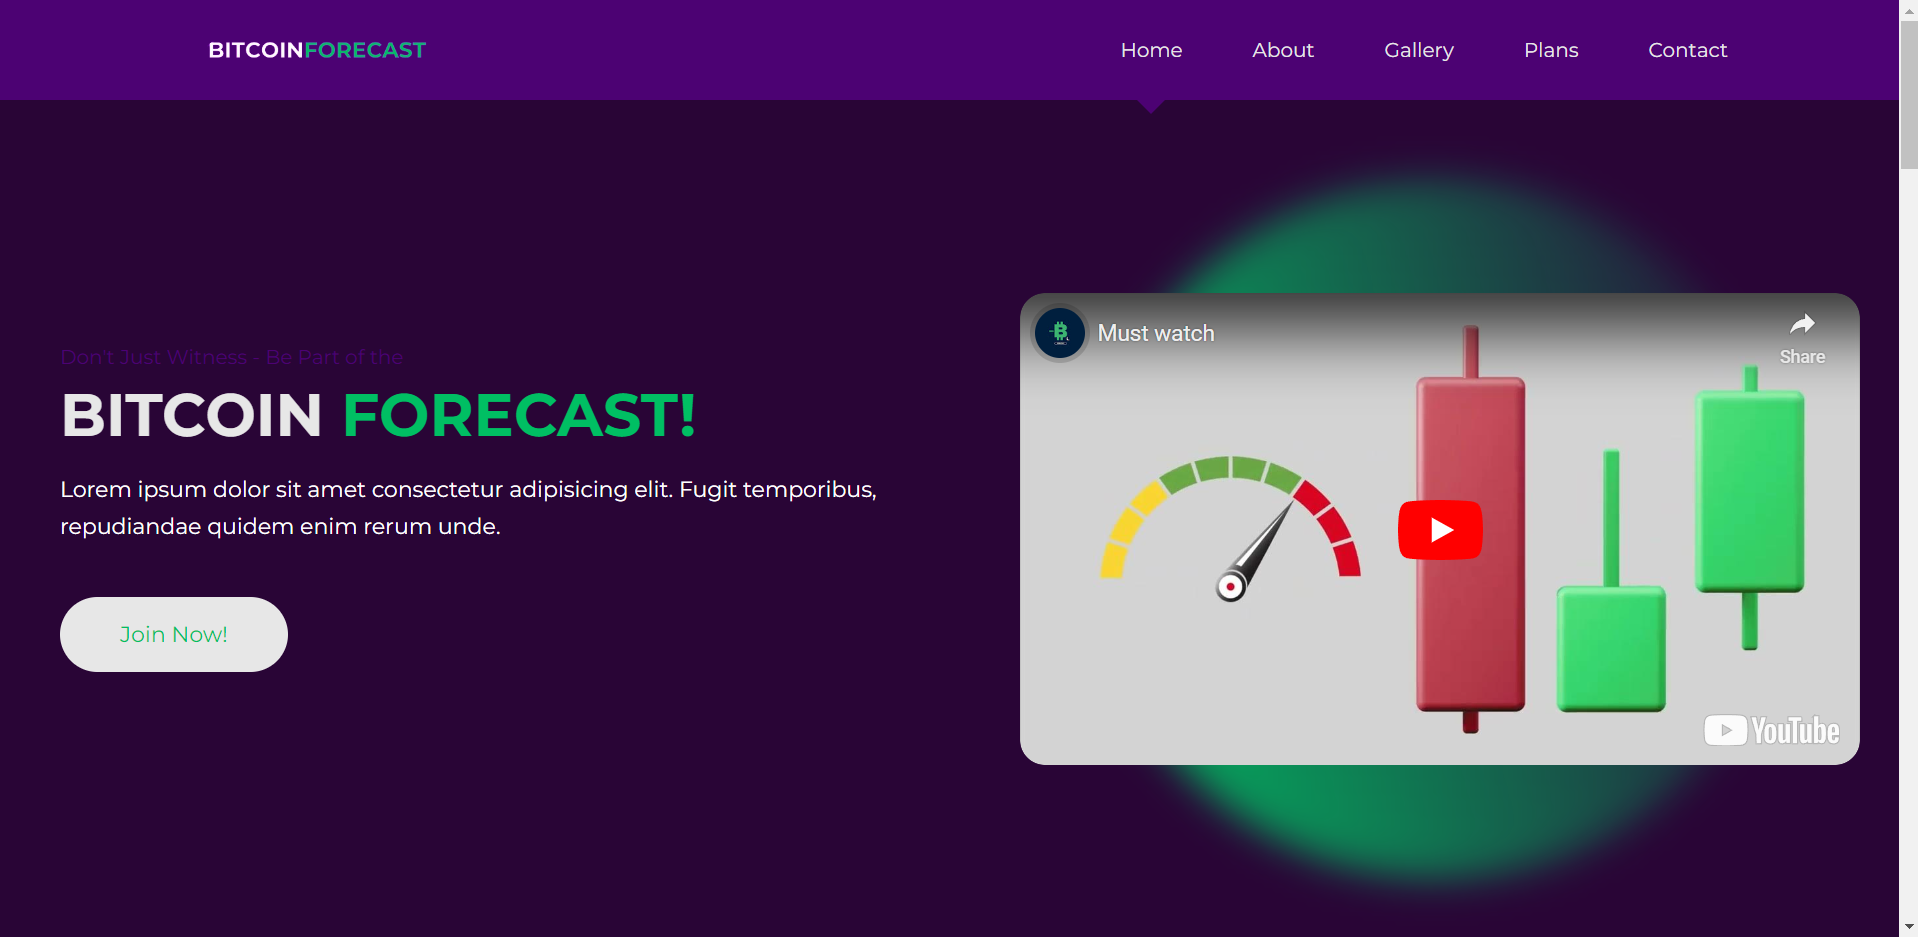 BITCOINFORECAST
Home About Gallery Plans Contact
Don't Just Witness - Be Part of the
BITCOIN FORECAST!
Lorem ipsum dolor sit amet consectetur adipisicing elit. Fugit temporibus,
repudiandae quidem enim rerum unde.
Join Now!
Must watch
Share
YouTube